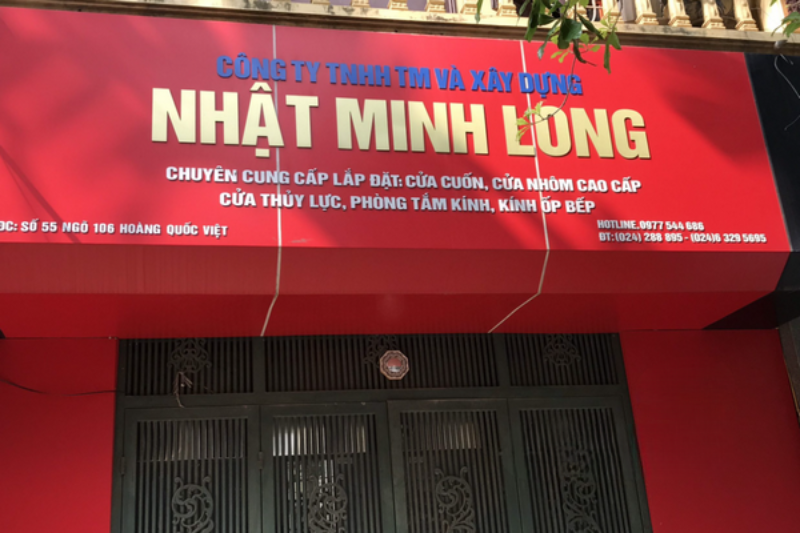 CÔNG TY TNHH TM VÀ XÂY DỰNG
NHẬT MINH LONG
CHUYÊN CUNG CẤP LẮP ĐẶT: CỬA CUỐN, CỬA NHÔM CAO CẤP
CỬA THỦY LỰC, PHÒNG TẮM KÍNH, KÍNH ỐP BẾP
ĐC: SỐ 55 NGÕ 106 HOÀNG QUỐC VIỆT
HOTLINE. 0977 544 686
ĐT: (024) 288 895 - (024)6 329 5695